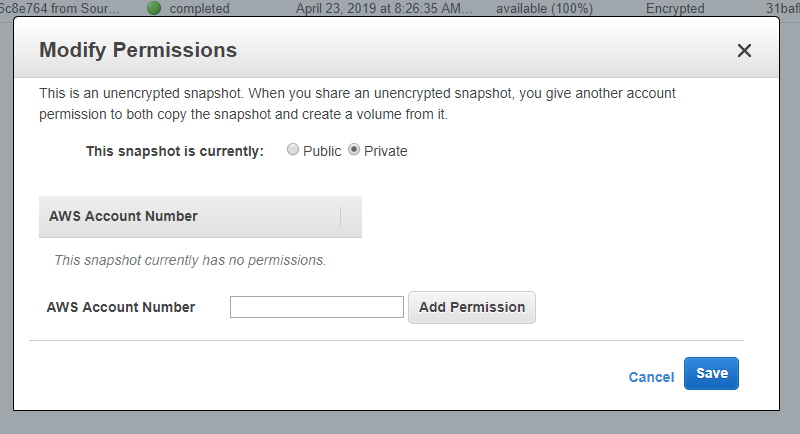 6c8e764 from Sour... completed April 23, 2019 at 8:26:35 AM... available (100%) Encrypted 31baf
Modify Permissions
This is an unencrypted snapshot. When you share an unencrypted snapshot, you give another account
permission to both copy the snapshot and create a volume from it.
This snapshot is currently: Public Private
AWS Account Number
This snapshot currently has no permissions.
AWS Account Number Add Permission
Cancel Save